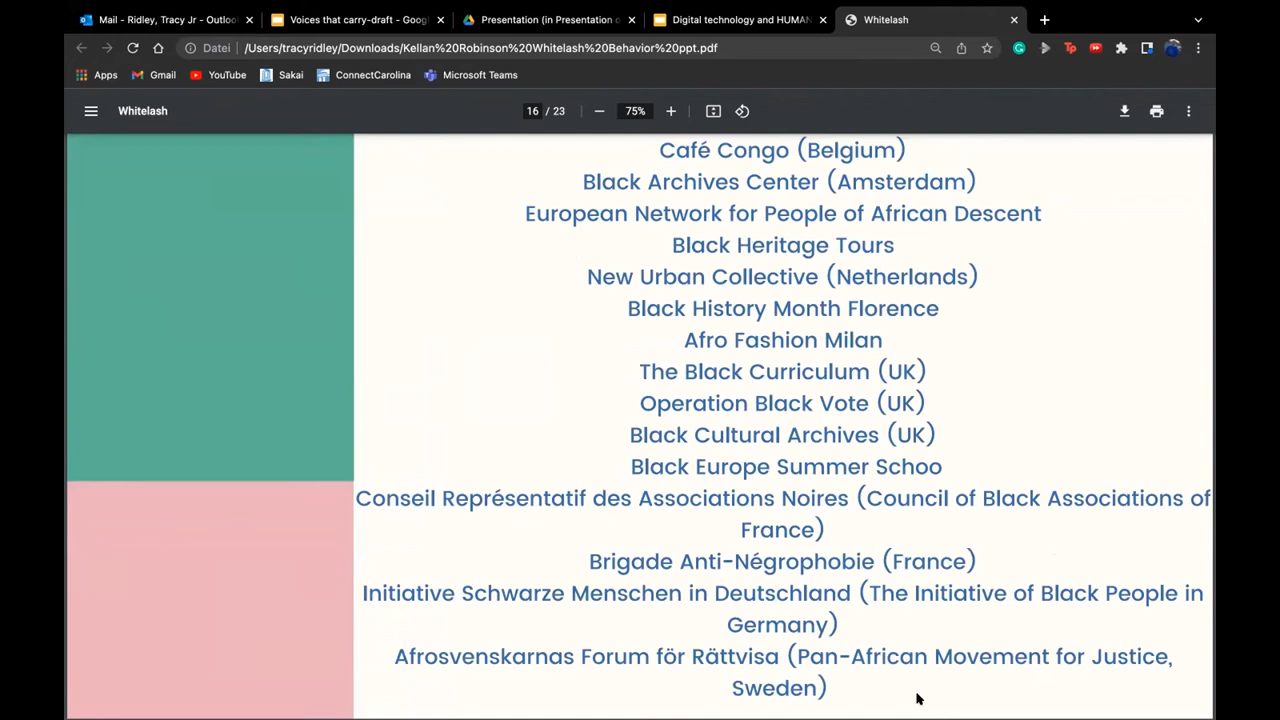 Mail - Ridley, Tracy Jr - Outloo
Voices that carry-draft - Goog
Presentation (in Presentation o
Digital technology and HUMAN
Whitelash
Datei
/Users/tracyridley/Downloads/Kellan%20Robinson%20Whitelash%20Behavior%20ppt.pdf
Apps
Gmail
YouTube
Sakai
ConnectCarolina
Microsoft Teams
Whitelash
16 / 23
75%
Café Congo (Belgium)
Black Archives Center (Amsterdam)
European Network for People of African Descent
Black Heritage Tours
New Urban Collective (Netherlands)
Black History Month Florence
Afro Fashion Milan
The Black Curriculum (UK)
Operation Black Vote (UK)
Black Cultural Archives (UK)
Black Europe Summer Schoo
Conseil Représentatif des Associations Noires (Council of Black Associations of
France)
Brigade Anti-Négrophobie (France)
Initiative Schwarze Menschen in Deutschland (The Initiative of Black People in
Germany)
Afrosvenskarnas Forum för Rättvisa (Pan-African Movement for Justice,
Sweden)